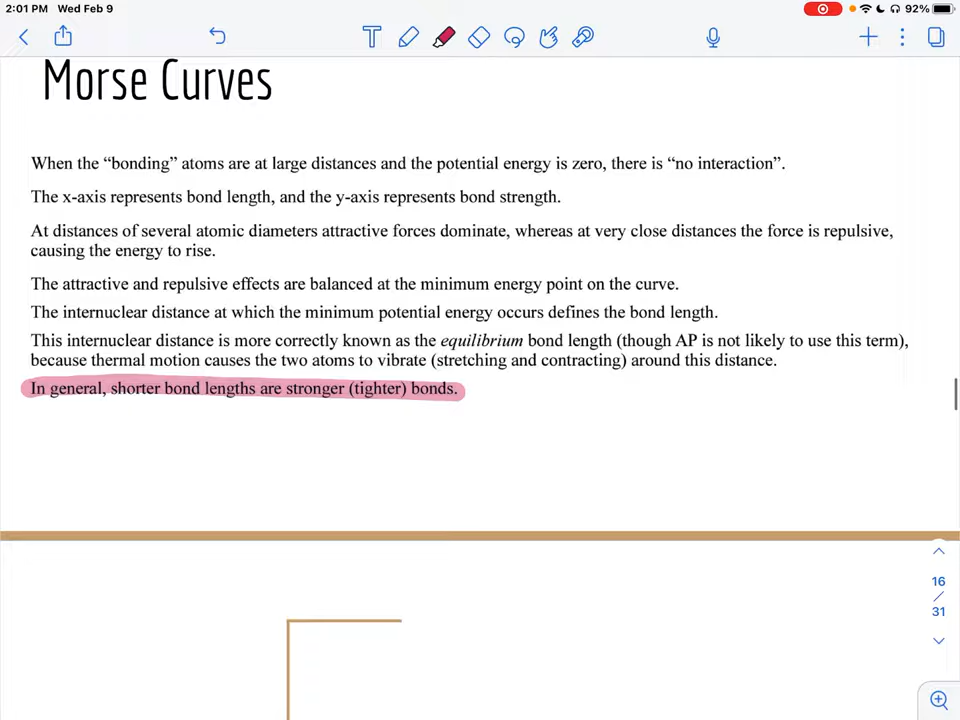 2:01 PM Wed Feb 9 92%
Morse Curves
When the “bonding” atoms are at large distances and the potential energy is zero, there is “no interaction”.
The x-axis represents bond length, and the y-axis represents bond strength.
At distances of several atomic diameters attractive forces dominate, whereas at very close distances the force is repulsive,
causing the energy to rise.
The attractive and repulsive effects are balanced at the minimum energy point on the curve.
The internuclear distance at which the minimum potential energy occurs defines the bond length.
This internuclear distance is more correctly known as the equilibrium bond length (though AP is not likely to use this term),
because thermal motion causes the two atoms to vibrate (stretching and contracting) around this distance.
In general, shorter bond lengths are stronger (tighter) bonds.
16
/
31